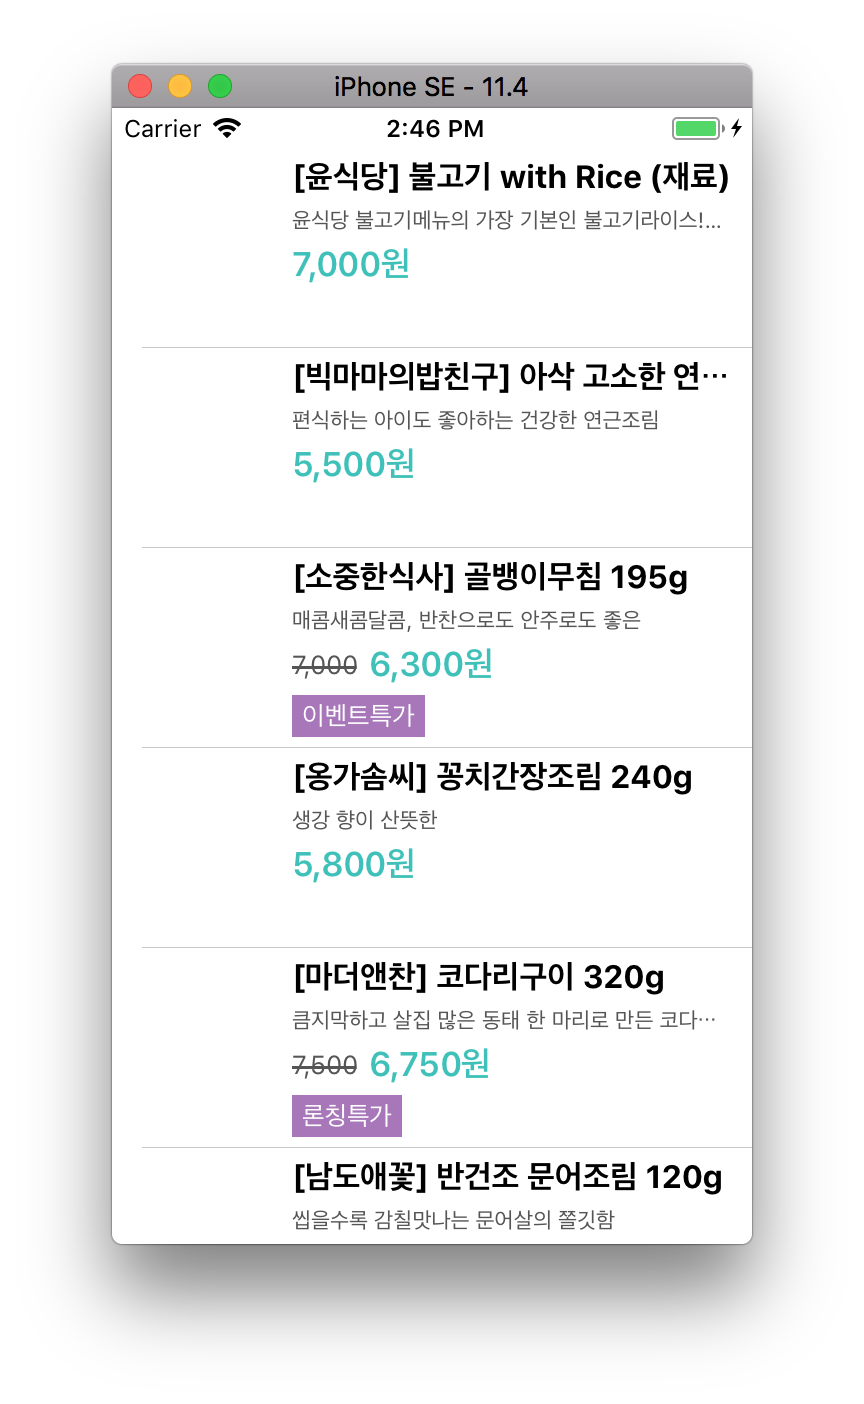 iPhone SE - 11.4
Carrier 2:46 PM
[윤식당] 불고기 with Rice (재료)
윤식당 불고기메뉴의 가장 기본인 불고기라이스!...
7,000원
[빅마마의밥친구] 아삭 고소한 연…
편식하는 아이도 좋아하는 건강한 연근조림
5,500원
[소중한식사] 골뱅이무침 195g
매콤새콤달콤, 반찬으로도 안주로도 좋은
7,000 6,300원
이벤트특가
[옹가솜씨] 꽁치간장조림 240g
생강 향이 산뜻한
5,800원
[마더앤찬] 코다리구이 320g
큼지막하고 살집 많은 동태 한 마리로 만든 코다…
7,500 6,750원
론칭특가
[남도애꽃] 반건조 문어조림 120g
씹을수록 감칠맛나는 문어살의 쫄깃함